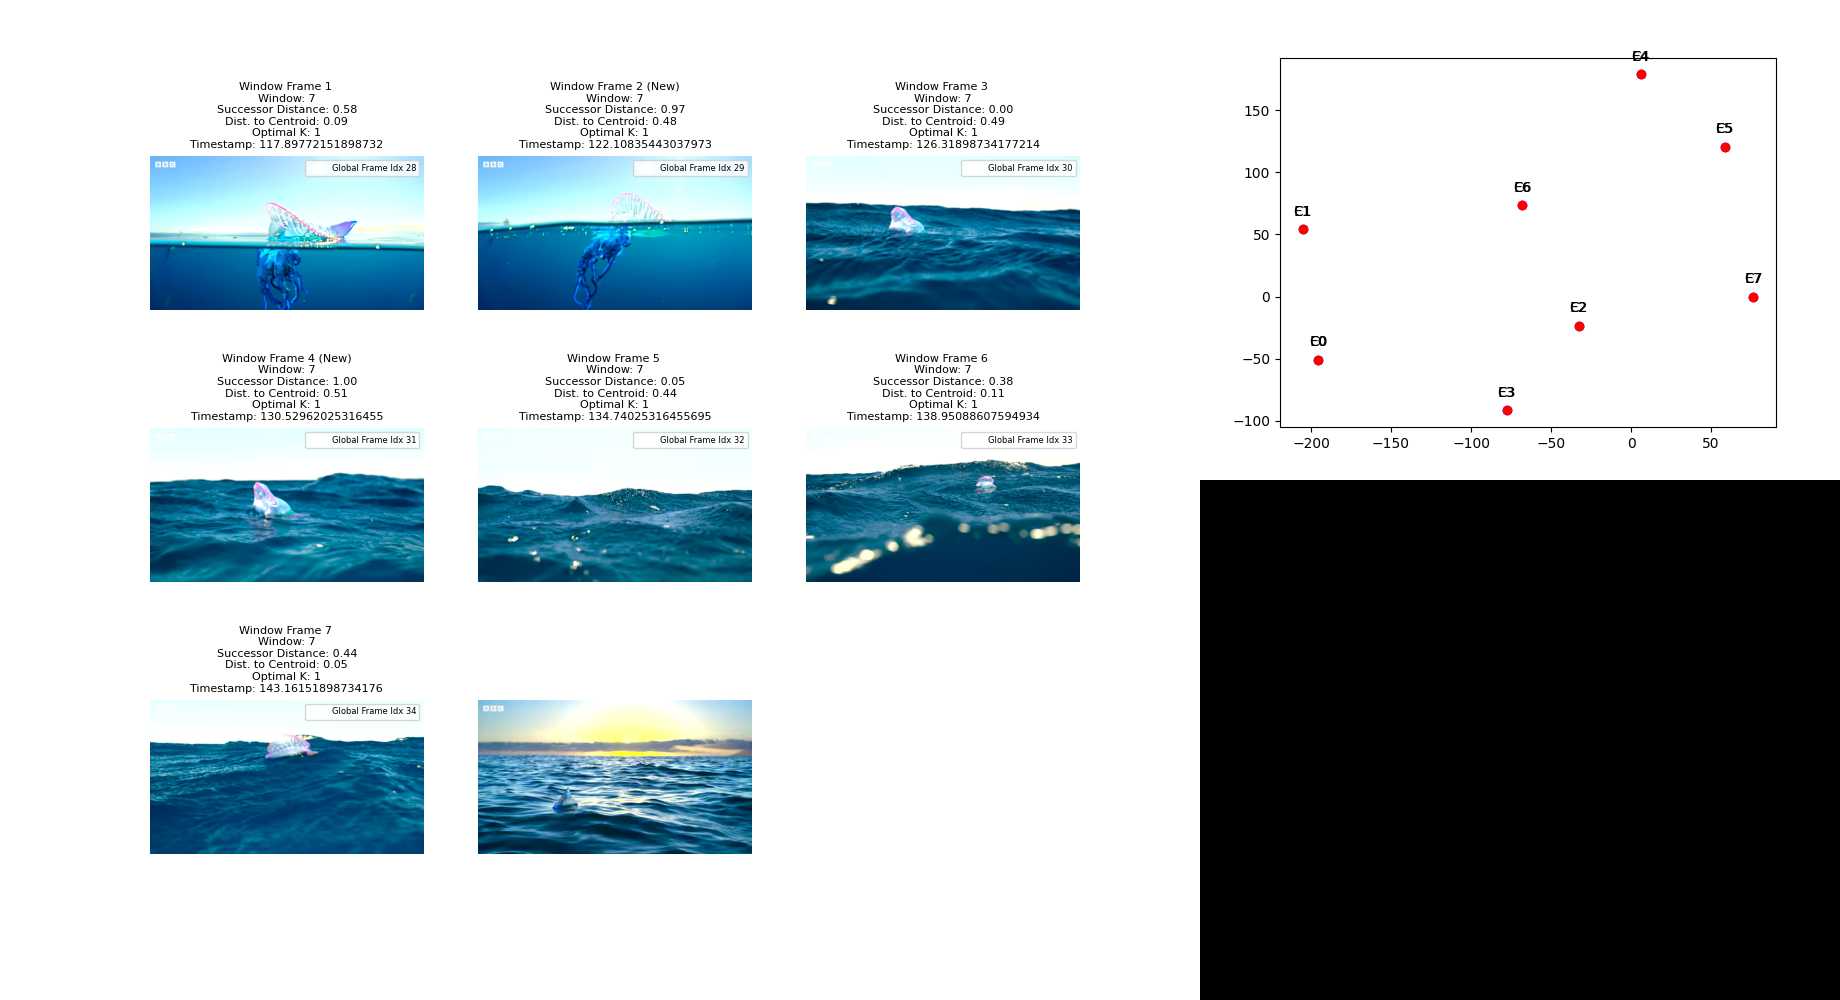 Window Frame 1
Window: 7
Successor Distance: 0.58
Dist. to Centroid: 0.09
Optimal K: 1
Timestamp: 117.89772151898732
BBC
Global Frame Idx 28
Window Frame 2 (New)
Window: 7
Successor Distance: 0.97
Dist. to Centroid: 0.48
Optimal K: 1
Timestamp: 122.10835443037973
BBC
Global Frame Idx 29
Window Frame 3
Window: 7
Successor Distance: 0.00
Dist. to Centroid: 0.49
Optimal K: 1
Timestamp: 126.31898734177214
Global Frame Idx 30
Window Frame 4 (New)
Window: 7
Successor Distance: 1.00
Dist. to Centroid: 0.51
Optimal K: 1
Timestamp: 130.52962025316455
Global Frame Idx 31
Window Frame 5
Window: 7
Successor Distance: 0.05
Dist. to Centroid: 0.44
Optimal K: 1
Timestamp: 134.74025316455695
Global Frame Idx 32
Window Frame 6
Window: 7
Successor Distance: 0.38
Dist. to Centroid: 0.11
Optimal K: 1
Timestamp: 138.95088607594934
Global Frame Idx 33
Window Frame 7
Window: 7
Successor Distance: 0.44
Dist. to Centroid: 0.05
Optimal K: 1
Timestamp: 143.16151898734176
Global Frame Idx 34
BBC
150
100
50
0
−50
−100
−200
−150
−100
−50
0
50